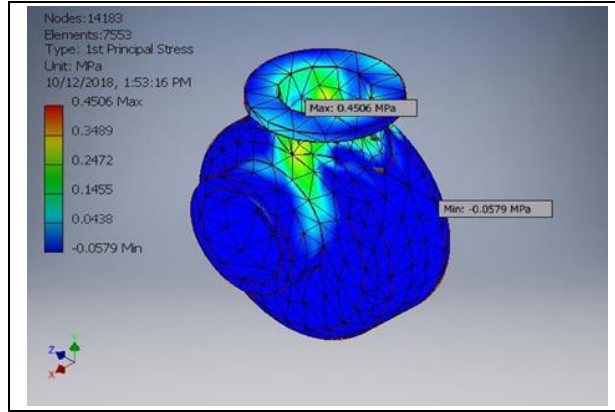 Nodes:14183
Elements:7553
Type: 1st Principal Stress
Unit: MPa
10/12/2018, 1:53:16 PM
0.4506 Max
0.3489
0.2472
0.1455
0.0438
-0.0579 Min
Max: 0.4506 MPa
Min: -0.0579 MPa
Y
Z
X